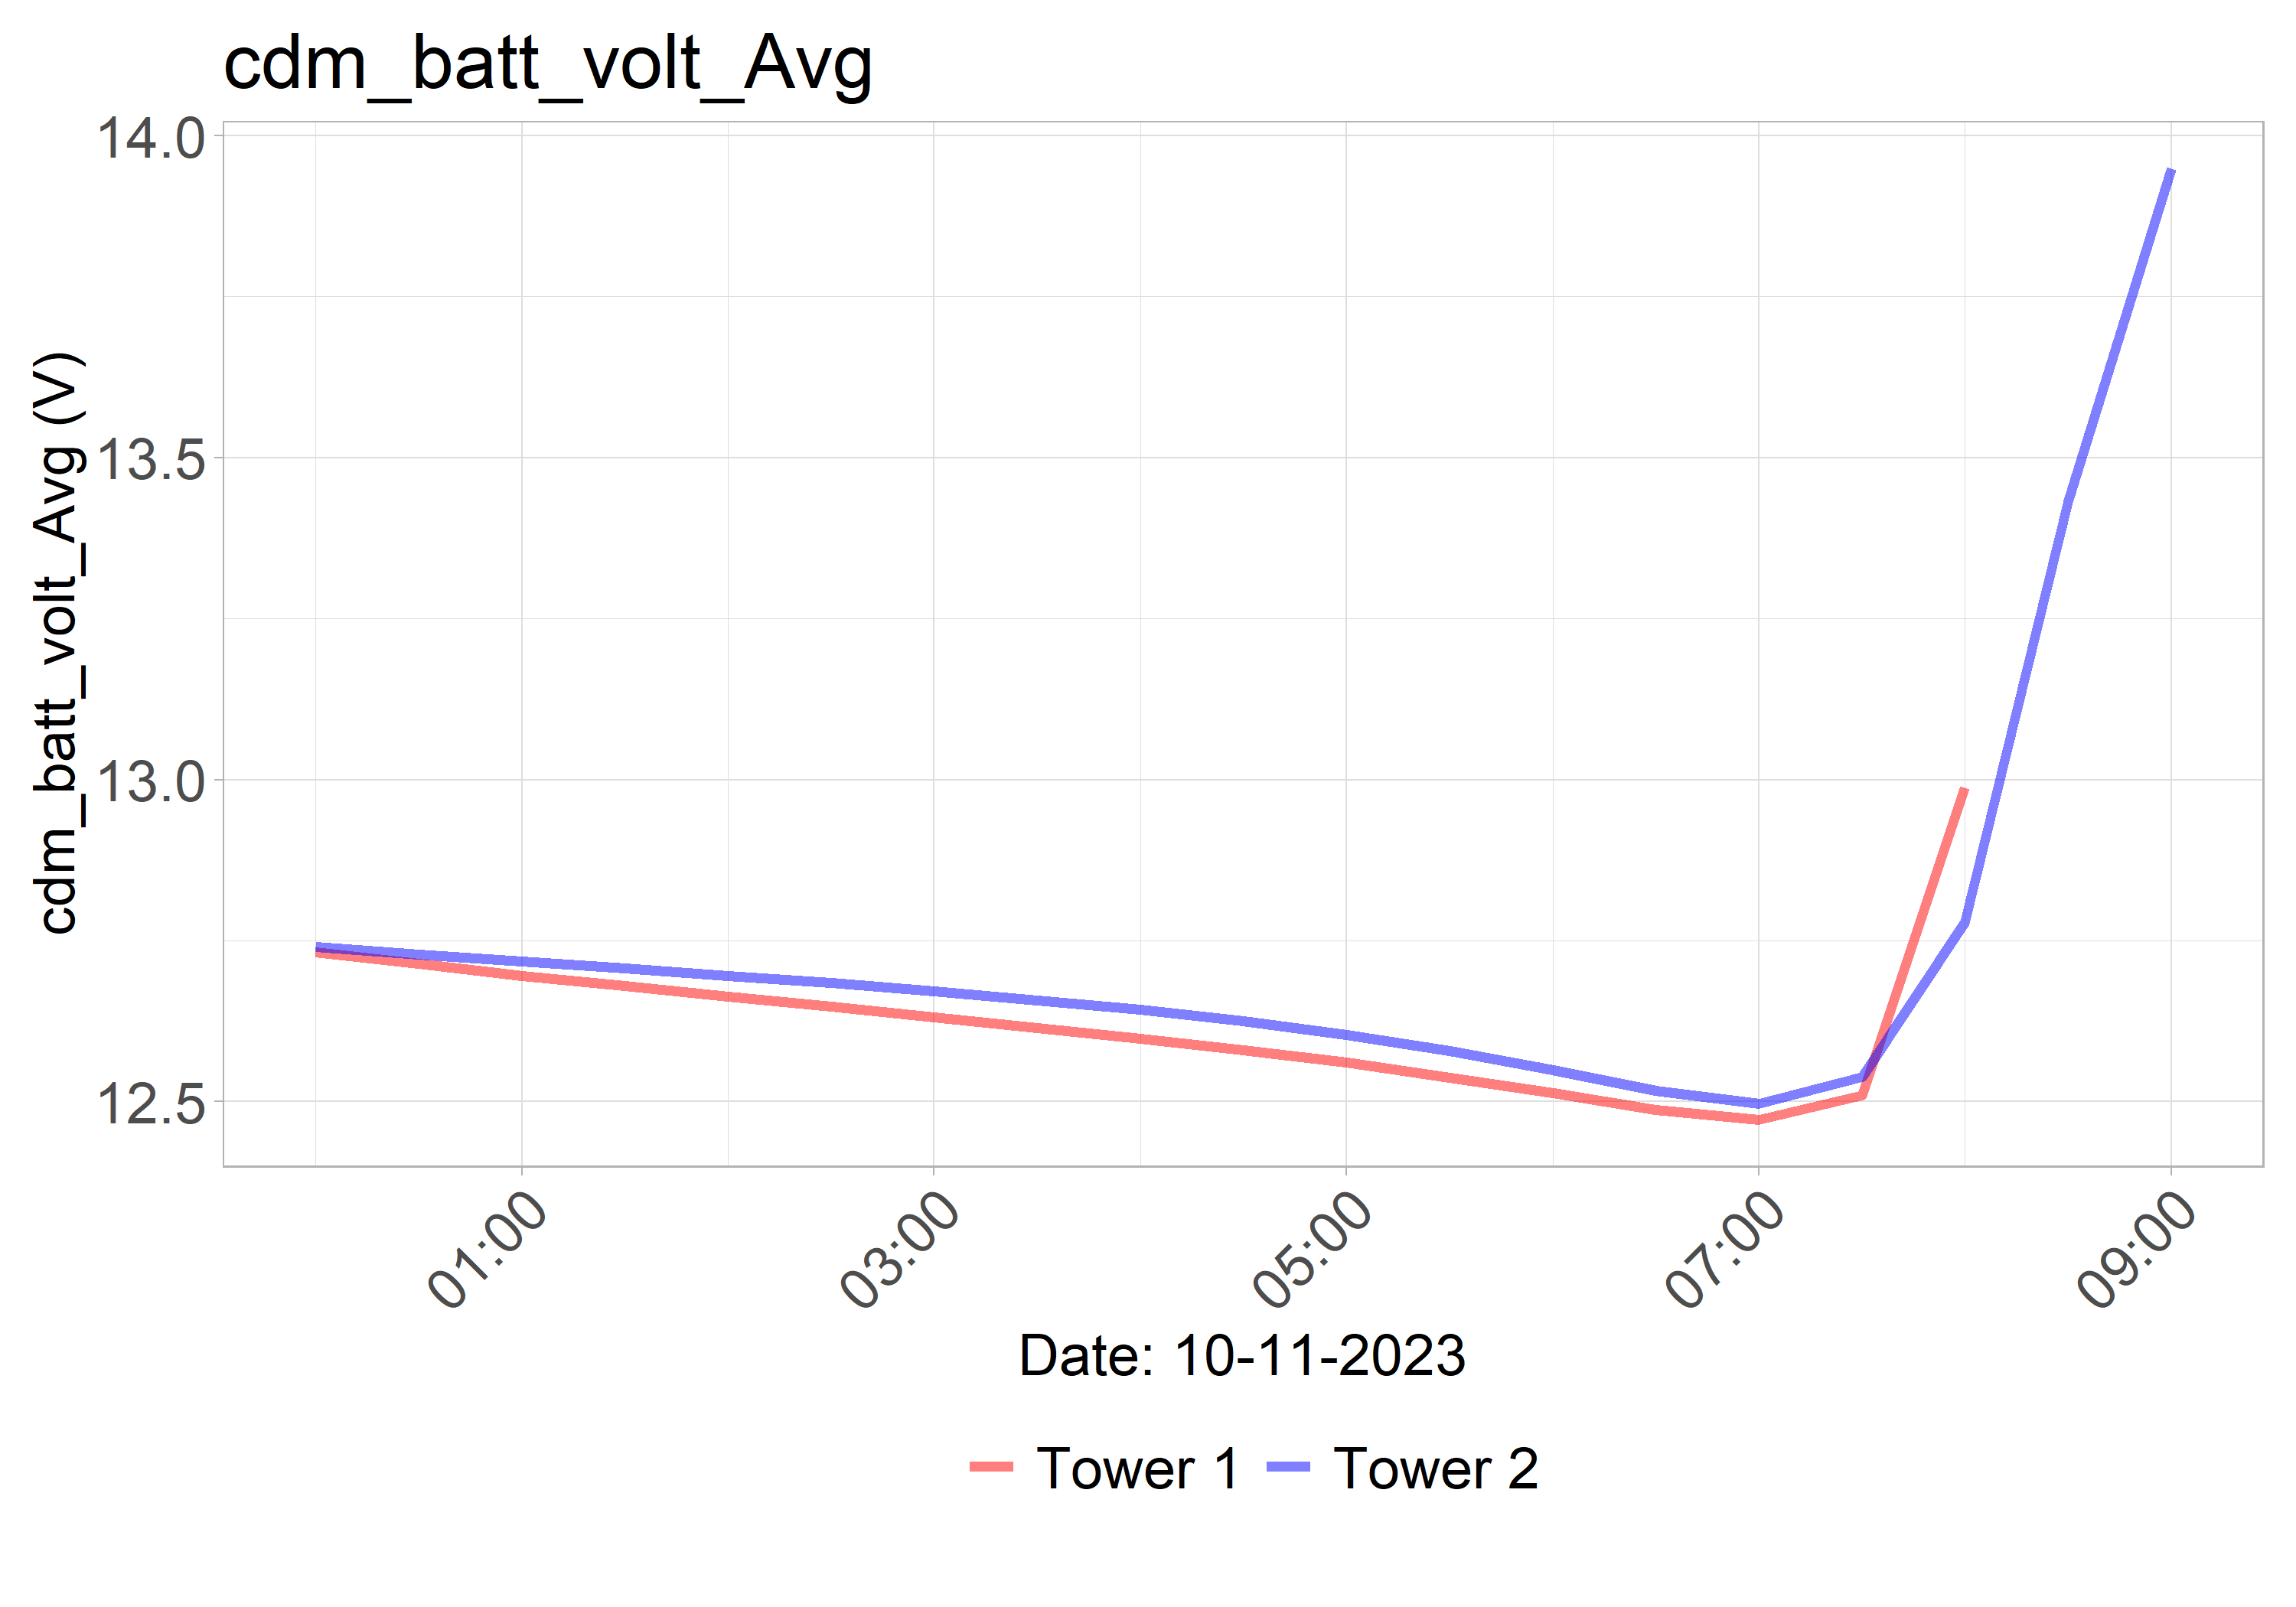 cdm_batt_volt_Avg
cdm_batt_volt_Avg (V)
14.0
13.5
13.0
12.5
01:00
03:00
05:00
07:00
09:00
Date: 10-11-2023
Tower 1
Tower 2